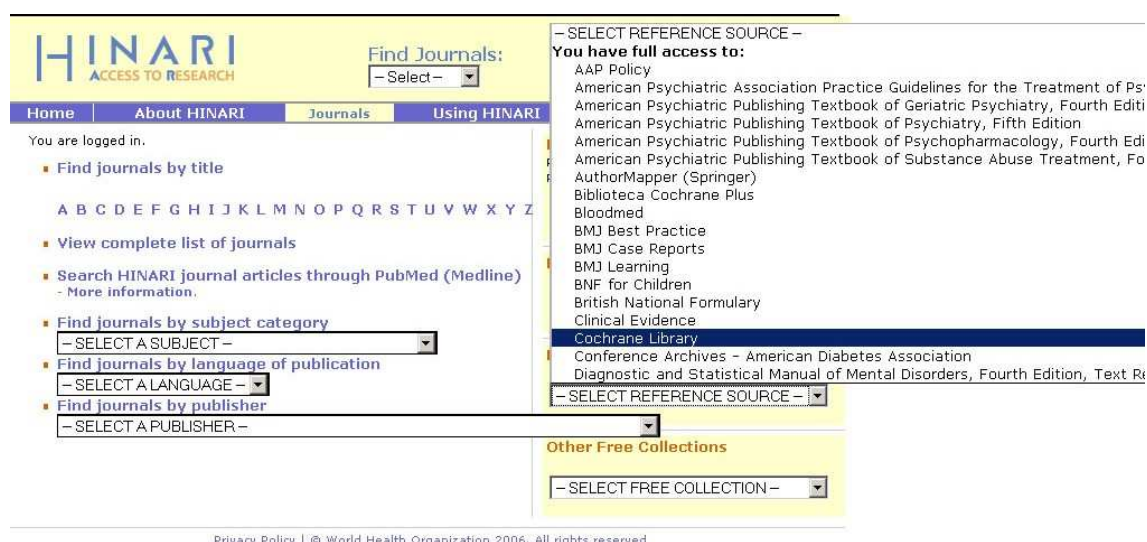 HINARI
ACCESS TO RESEARCH
Find Journals:
– Select –
Home About HINARI Journals Using HINARI
You are logged in.
Find journals by title
A B C D E F G H I J K L M N O P Q R S T U V W X Y Z
View complete list of journals
Search HINARI journal articles through PubMed (Medline)
- More information.
Find journals by subject category
– SELECT A SUBJECT –
Find journals by language of publication
– SELECT A LANGUAGE –
Find journals by publisher
– SELECT A PUBLISHER –
– SELECT REFERENCE SOURCE –
You have full access to:
AAP Policy
American Psychiatric Association Practice Guidelines for the Treatment of
American Psychiatric Publishing Textbook of Geriatric Psychiatry, Fourth
American Psychiatric Publishing Textbook of Psychiatry, Fifth Edition
American Psychiatric Publishing Textbook of Psychopharmacology, Fourth
American Psychiatric Publishing Textbook of Substance Abuse Treatment,
AuthorMapper (Springer)
Biblioteca Cochrane Plus
Bloodmed
BMJ Best Practice
BMJ Case Reports
BMJ Learning
BNF for Children
British National Formulary
Clinical Evidence
Cochrane Library
Conference Archives – American Diabetes Association
Diagnostic and Statistical Manual of Mental Disorders, Fourth Edition, Text
– SELECT REFERENCE SOURCE –
Other Free Collections
– SELECT FREE COLLECTION –
Privacy Policy | © World Health Organization 2006. All rights reserved